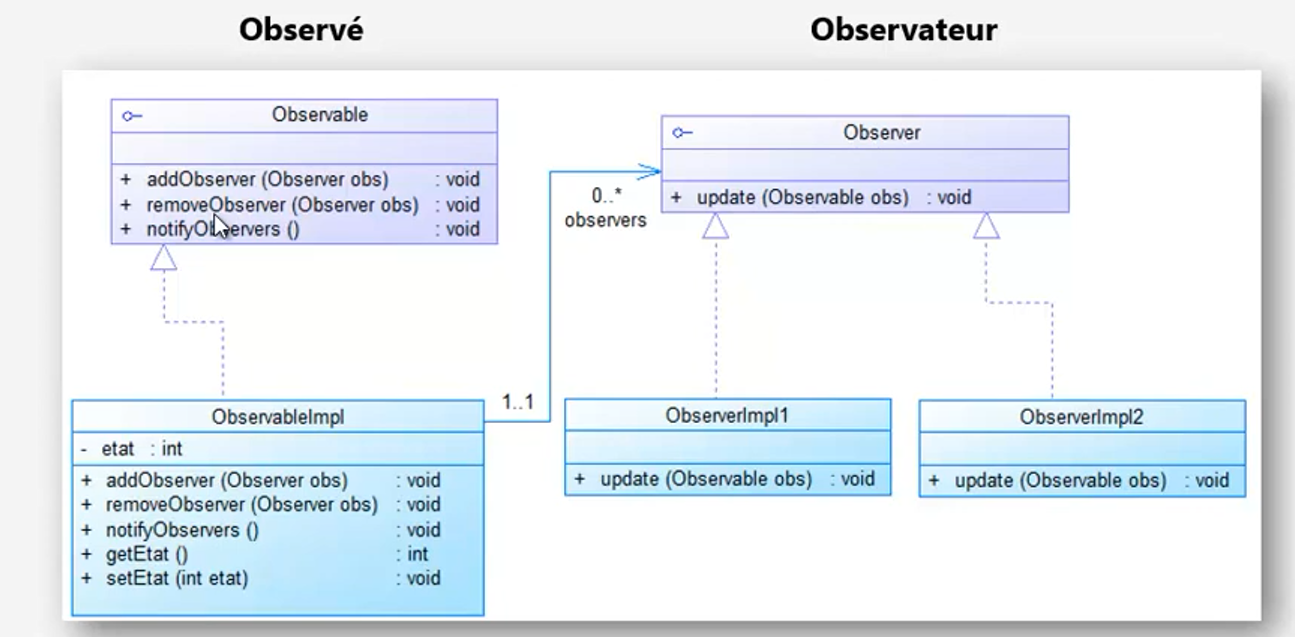 Observé
Observateur
Observable
+ addObserver (Observer obs) : void
+ removeObserver (Observer obs) : void
+ notifyObservers () : void
Observer
+ update (Observable obs) : void
0..*
observers
1..1
ObservableImpl
- etat : int
+ addObserver (Observer obs) : void
+ removeObserver (Observer obs) : void
+ notifyObservers () : void
+ getEtat () : int
+ setEtat (int etat) : void
ObserverImpl1
+ update (Observable obs) : void
ObserverImpl2
+ update (Observable obs) : void